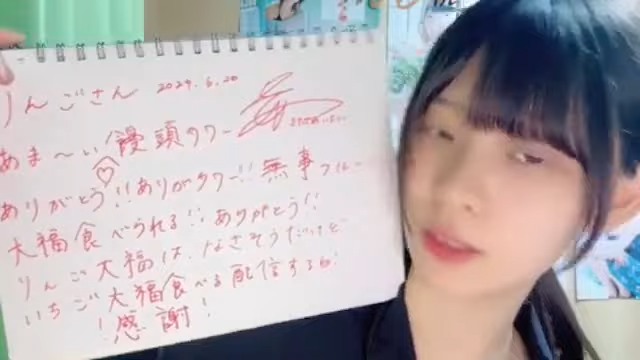 りんごさん 2024.6.20
あま〜い饅頭タワー
ありがとう!!ありがタワー!!無事フルー
大福食べられる!!ありがとう!!
りんご大福は、なさそうだけど
いちご大福食べる配信するね!
!感謝!